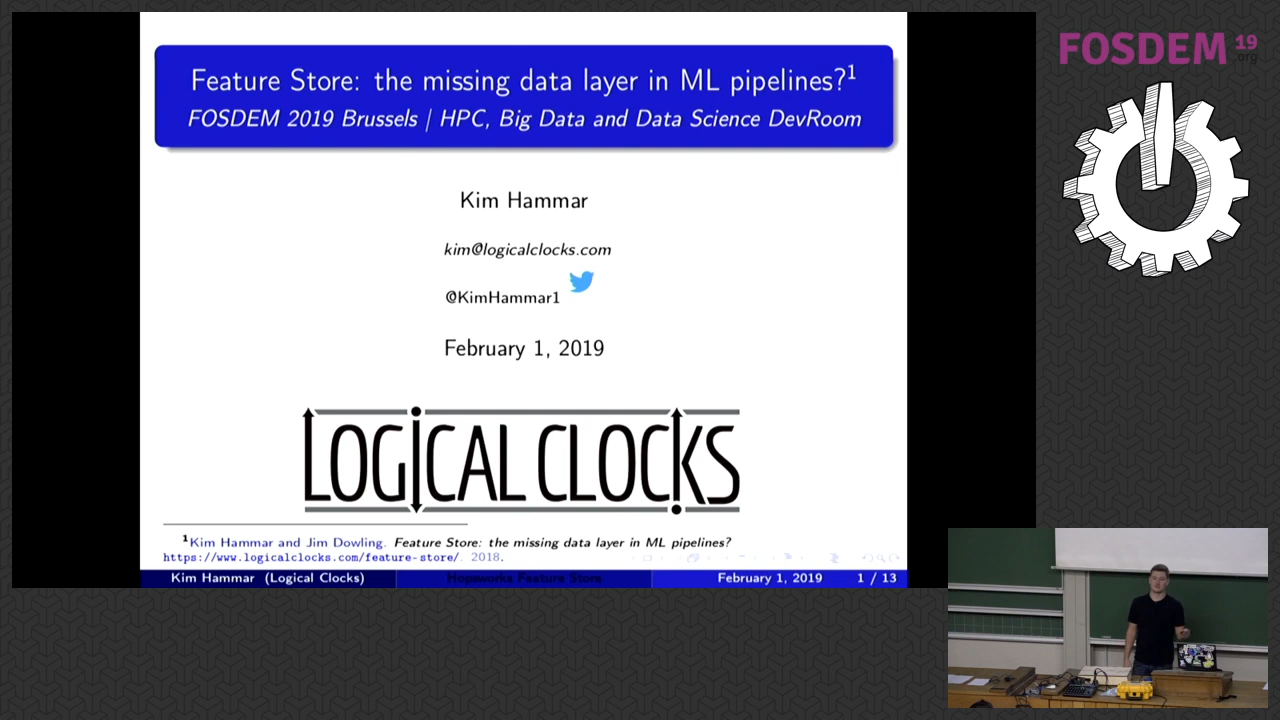 Feature Store: the missing data layer in ML pipelines?1
FOSDEM 2019 Brussels | HPC, Big Data and Data Science DevRoom
Kim Hammar
kim@logicalclocks.com
@KimHammar1
February 1, 2019
LOGICAL CLOCKS
1Kim Hammar and Jim Dowling. Feature Store: the missing data layer in ML pipelines?
https://www.logicalclocks.com/feature-store/. 2018.
Kim Hammar (Logical Clocks) Hopsworks Feature Store February 1, 2019 1 / 13
FOSDEM 19
.org